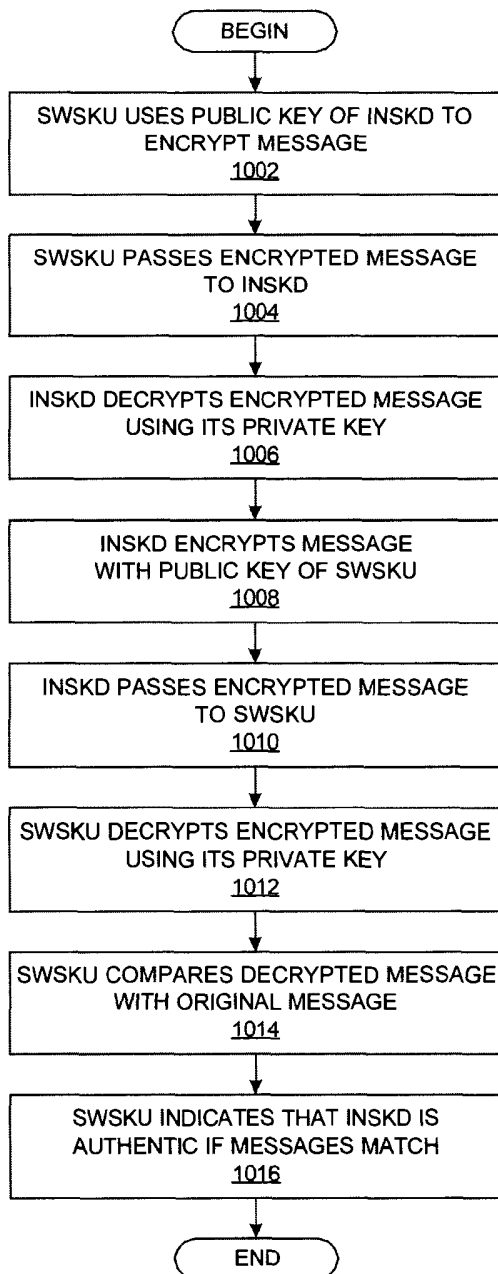 BEGIN
SWSKU USES PUBLIC KEY OF INSKD TO
ENCRYPT MESSAGE
1002
SWSKU PASSES ENCRYPTED MESSAGE
TO INSKD
1004
INSKD DECRYPTS ENCRYPTED MESSAGE
USING ITS PRIVATE KEY
1006
INSKD ENCRYPTS MESSAGE
WITH PUBLIC KEY OF SWSKU
1008
INSKD PASSES ENCRYPTED MESSAGE
TO SWSKU
1010
SWSKU DECRYPTS ENCRYPTED MESSAGE
USING ITS PRIVATE KEY
1012
SWSKU COMPARES DECRYPTED MESSAGE
WITH ORIGINAL MESSAGE
1014
SWSKU INDICATES THAT INSKD IS
AUTHENTIC IF MESSAGES MATCH
1016
END